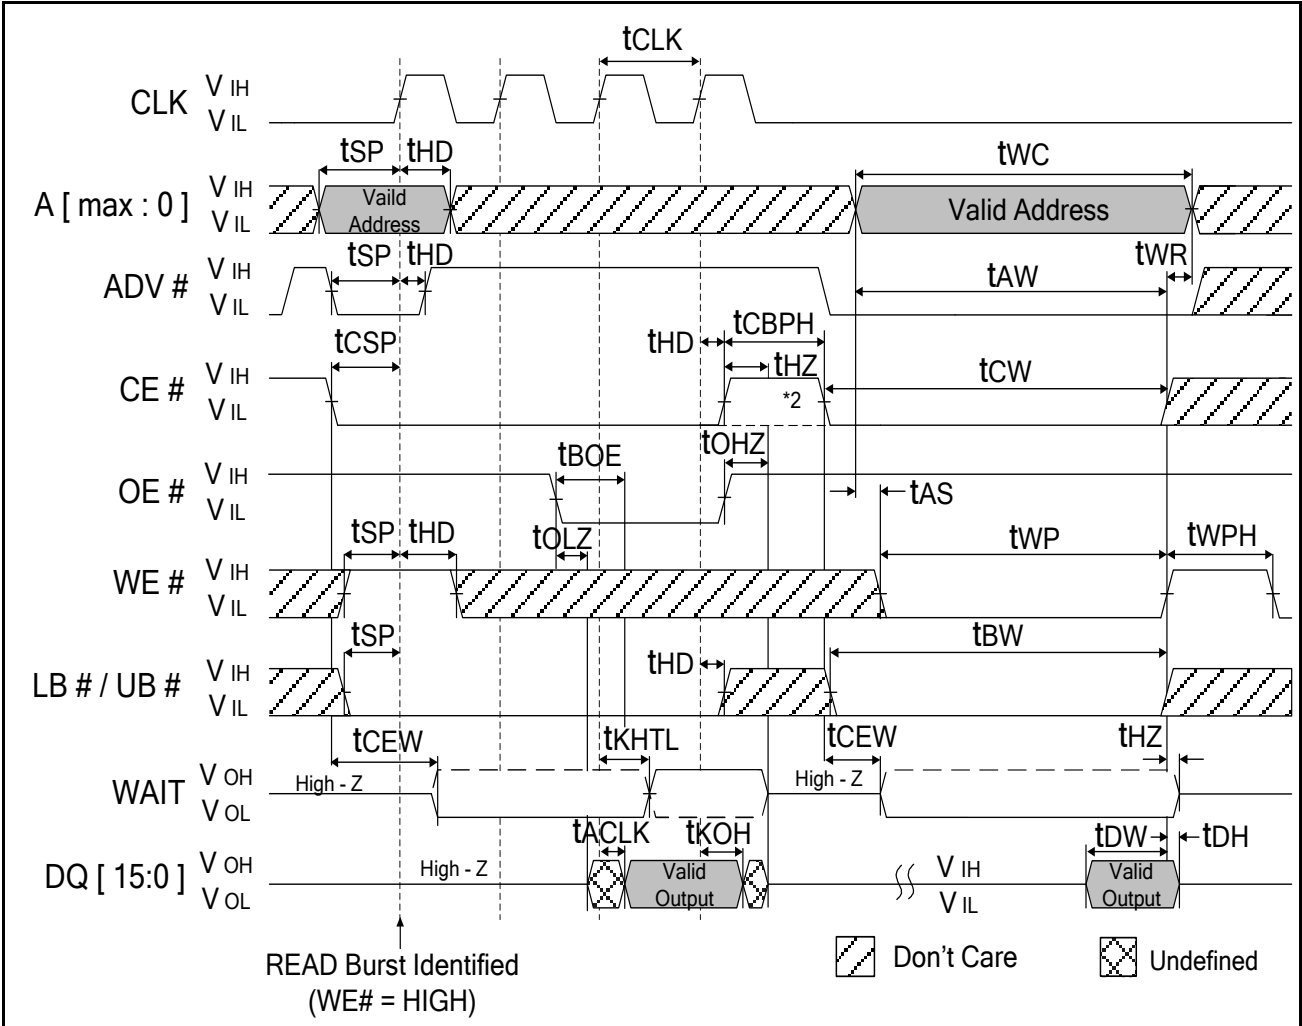 tCLK
CLK V IH
V IL
tSP tHD tWC
A [ max : 0 ] V IH
V IL
Vaild
Address
Valid Address
tSP tHD tWR
ADV # V IH
V IL
tAW
tCSP tHD tCBPH
tHZ
CE # V IH
V IL
*2
tCW
tBOE tOHZ
OE # V IH
V IL
tAS
tSP tHD tOLZ tWP tWPH
WE # V IH
V IL
tSP tHD tBW
LB # / UB # V IH
V IL
tCEW tKHTL tCEW tHZ
WAIT V OH
V OL
High - Z
High - Z
tACLK tKOH tDW tDH
DQ [ 15:0 ] V OH
V OL
High - Z
Valid
Output
V IH
V IL
Valid
Output
READ Burst Identified
(WE# = HIGH)
Don't Care
Undefined